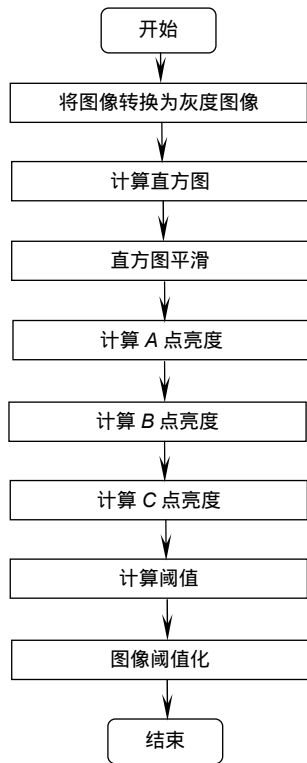 开始
将图像转换为灰度图像
计算直方图
直方图平滑
计算 A 点亮度
计算 B 点亮度
计算 C 点亮度
计算阈值
图像阈值化
结束